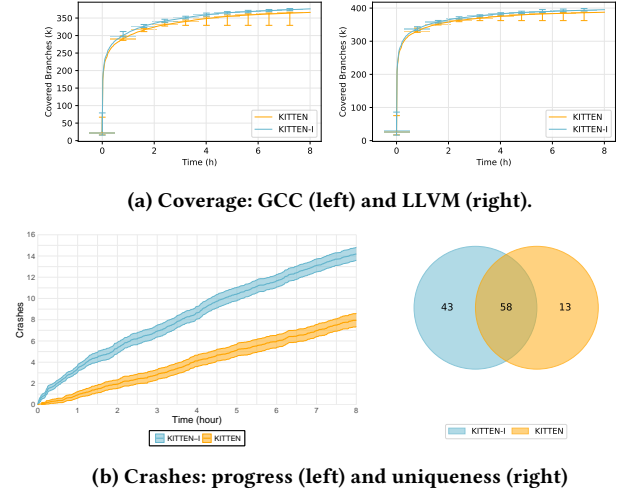 350
300
250
200
150
100
50
0
Covered Branches (k)
0 2 4 6 8
Time (h)
KITTEN
KITTEN-I
400
300
200
100
0
Covered Branches (k)
0 2 4 6 8
Time (h)
KITTEN
KITTEN-I
(a) Coverage: GCC (left) and LLVM (right).
16
14
12
10
8
6
4
2
0
Crashes
0 1 2 3 4 5 6 7 8
Time (hour)
KITTEN–I KITTEN
43 58 13
KITTEN-I KITTEN
(b) Crashes: progress (left) and uniqueness (right)